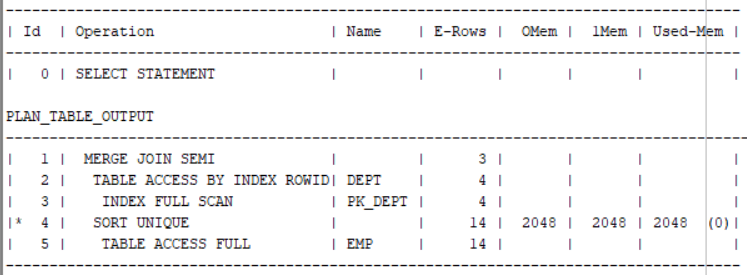 | Id | Operation | Name | E-Rows | OMem | 1Mem | Used-Mem |
| 0 | SELECT STATEMENT | | | | | |
PLAN_TABLE_OUTPUT
| 1 | MERGE JOIN SEMI | | 3 | | | |
| 2 | TABLE ACCESS BY INDEX ROWID| DEPT | 4 | | | |
| 3 | INDEX FULL SCAN | PK_DEPT | 4 | | | |
|* 4 | SORT UNIQUE | | 14 | 2048 | 2048 | 2048 (0)|
| 5 | TABLE ACCESS FULL | EMP | 14 | | | |